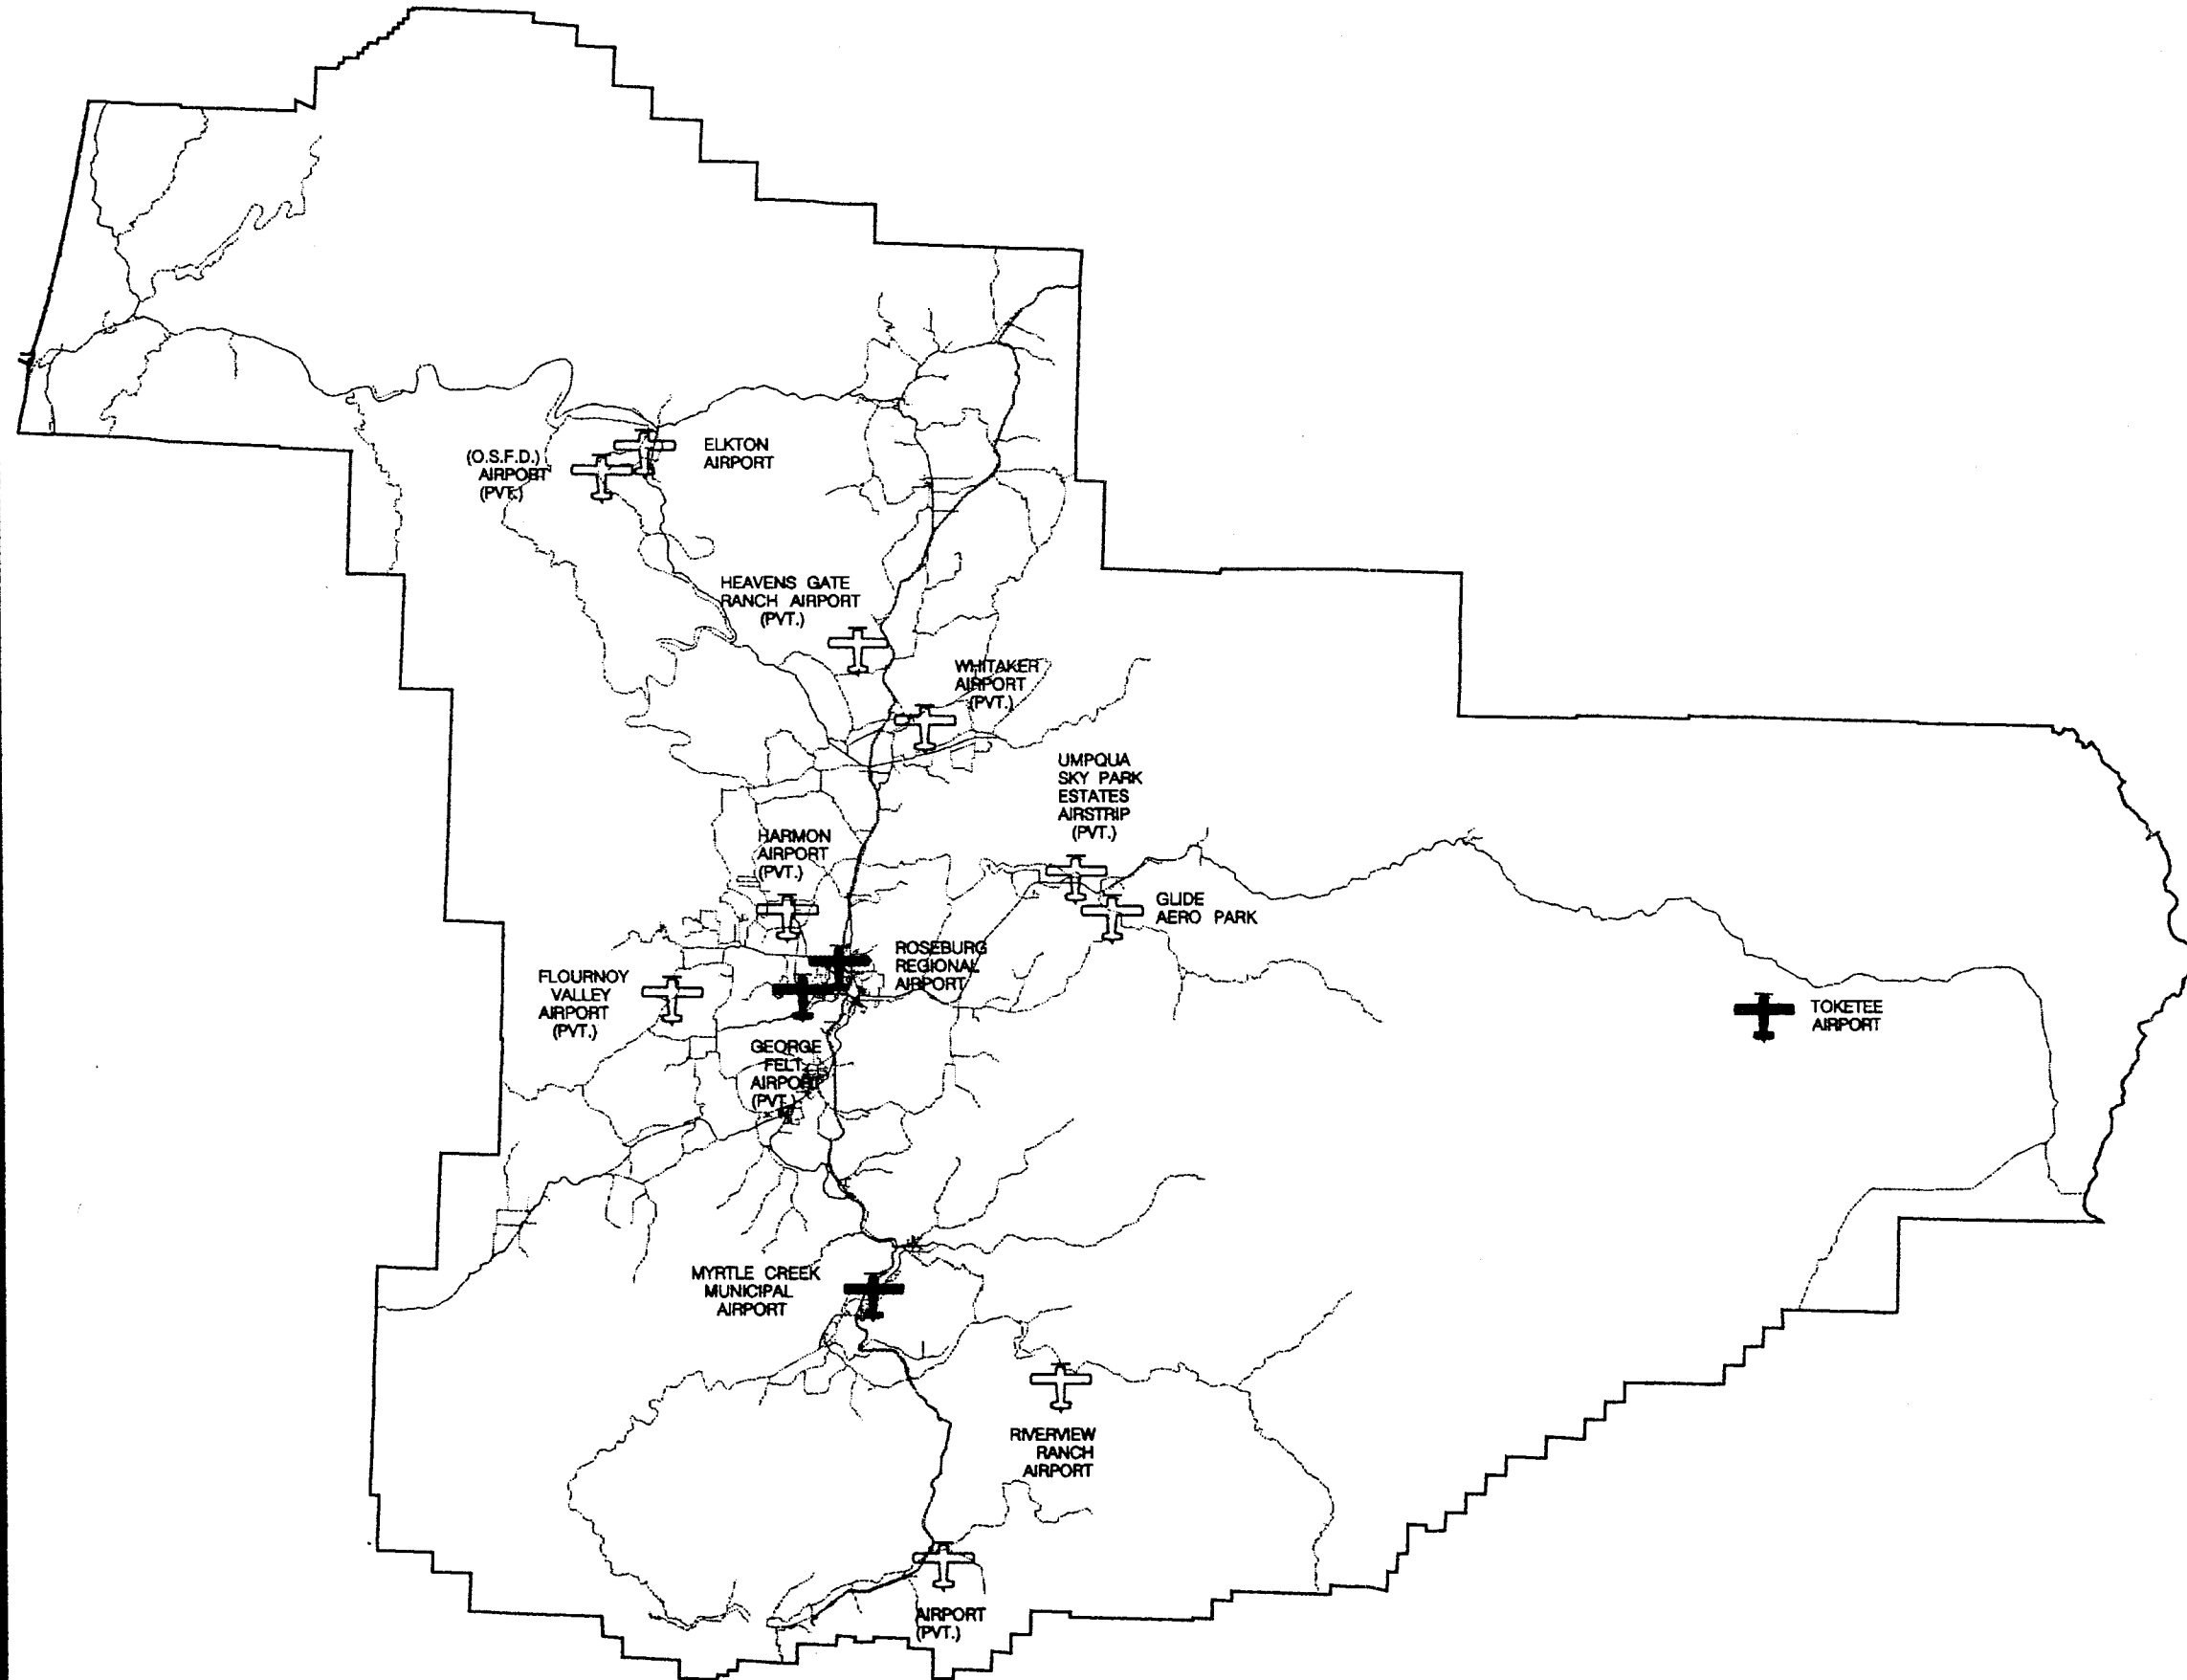 (O.S.F.D.)
AIRPORT
(PVT.)
ELKTON
AIRPORT
HEAVENS GATE
RANCH AIRPORT
(PVT.)
WHITAKER
AIRPORT
(PVT.)
UMPQUA
SKY PARK
ESTATES
AIRSTRIP
(PVT.)
HARMON
AIRPORT
(PVT.)
GLIDE
AERO PARK
ROSEBURG
REGIONAL
AIRPORT
FLOURNOY
VALLEY
AIRPORT
(PVT.)
TOKETEE
AIRPORT
GEORGE
FELT
AIRPORT
(PVT.)
MYRTLE CREEK
MUNICIPAL
AIRPORT
RIVERVIEW
RANCH
AIRPORT
AIRPORT
(PVT.)